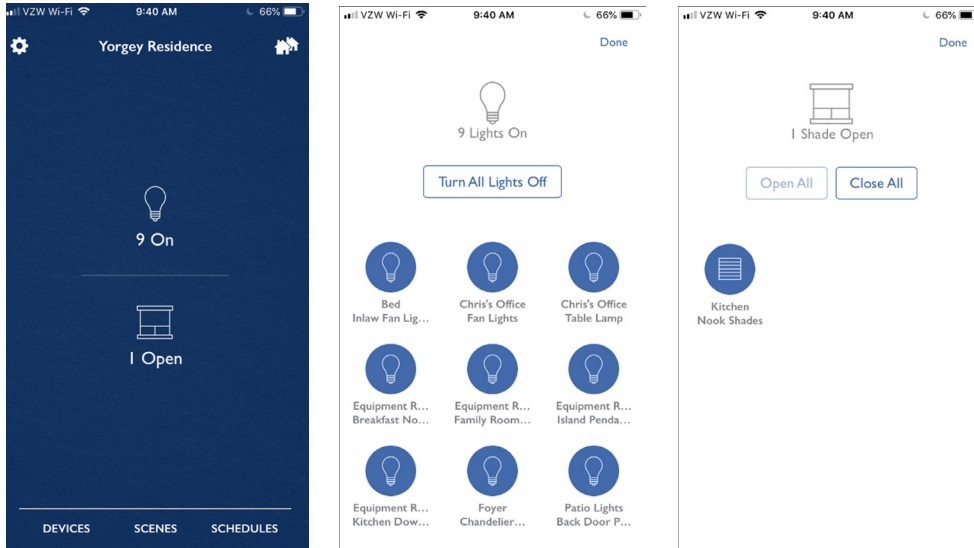 VZW Wi-Fi 9:40 AM 66%
Yorgey Residence
9 On
1 Open
DEVICES SCENES SCHEDULES
VZW Wi-Fi 9:40 AM 66%
Done
9 Lights On
Turn All Lights Off
Bed
Inlaw Fan Lig...
Chris's Office
Fan Lights
Chris's Office
Table Lamp
Equipment R...
Breakfast No...
Equipment R...
Family Room...
Equipment R...
Island Penda...
Equipment R...
Kitchen Dow...
Foyer
Chandelier...
Patio Lights
Back Door P...
VZW Wi-Fi 9:40 AM 66%
Done
1 Shade Open
Open All Close All
Kitchen
Nook Shades